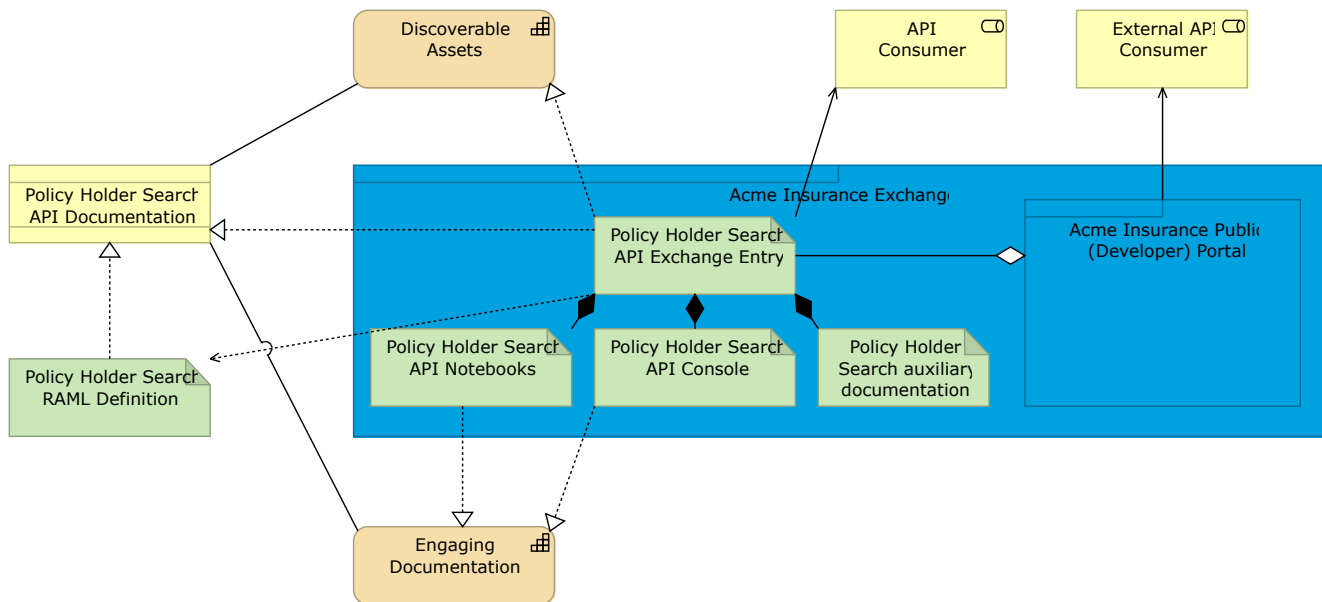 Discoverable
Assets
API
Consumer
External API
Consumer
Policy Holder Search
API Documentation
Acme Insurance Exchange
Policy Holder Search
API Exchange Entry
Acme Insurance Public
(Developer) Portal
Policy Holder Search
RAML Definition
Policy Holder Search
API Notebooks
Policy Holder Search
API Console
Policy Holder
Search auxiliary
documentation
Engaging
Documentation